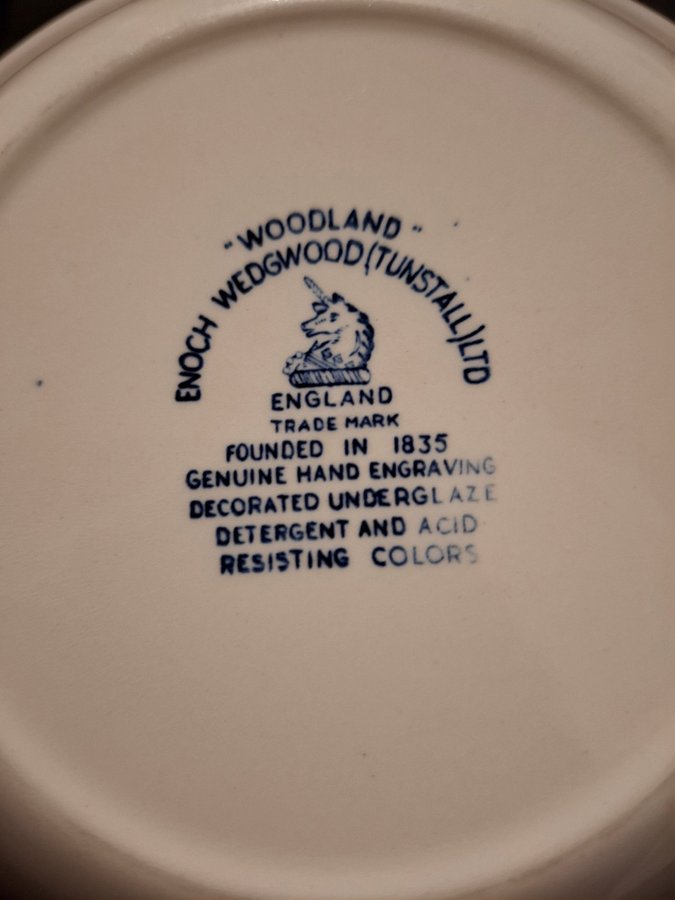 "WOODLAND"
ENOCH WEDGWOOD (TUNSTALL) LTD
ENGLAND
TRADE MARK
FOUNDED IN 1835
GENUINE HAND ENGRAVING
DECORATED UNDERGLAZE
DETERGENT AND ACID
RESISTING COLORS